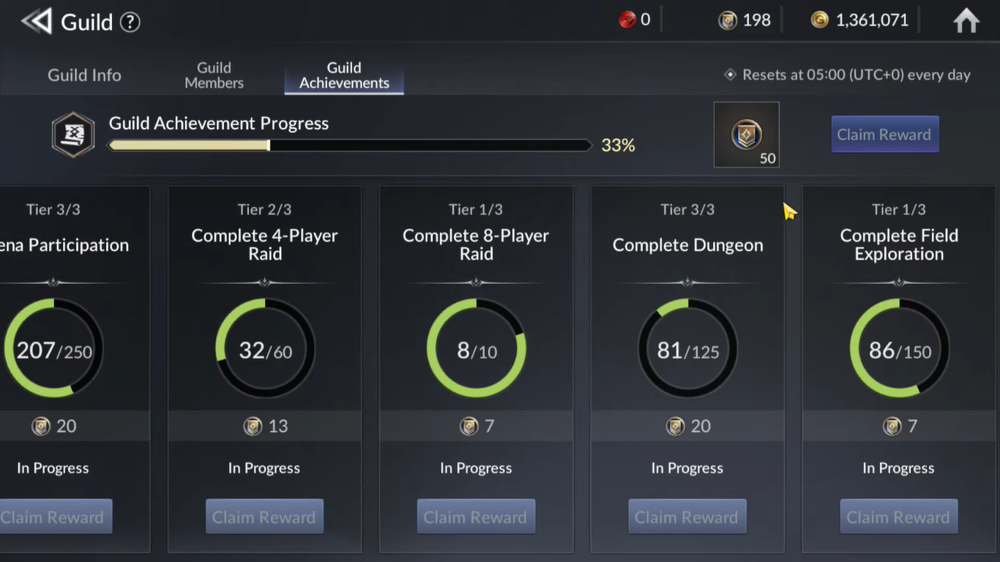 Guild ?
0
198
1,361,071
Guild Info
Guild
Members
Guild
Achievements
Resets at 05:00 (UTC+0) every day
Guild Achievement Progress
33%
50
Claim Reward
Tier 3/3
ena Participation
207/250
20
In Progress
Claim Reward
Tier 2/3
Complete 4-Player
Raid
32/60
13
In Progress
Claim Reward
Tier 1/3
Complete 8-Player
Raid
8/10
7
In Progress
Claim Reward
Tier 3/3
Complete Dungeon
81/125
20
In Progress
Claim Reward
Tier 1/3
Complete Field
Exploration
86/150
7
In Progress
Claim Reward